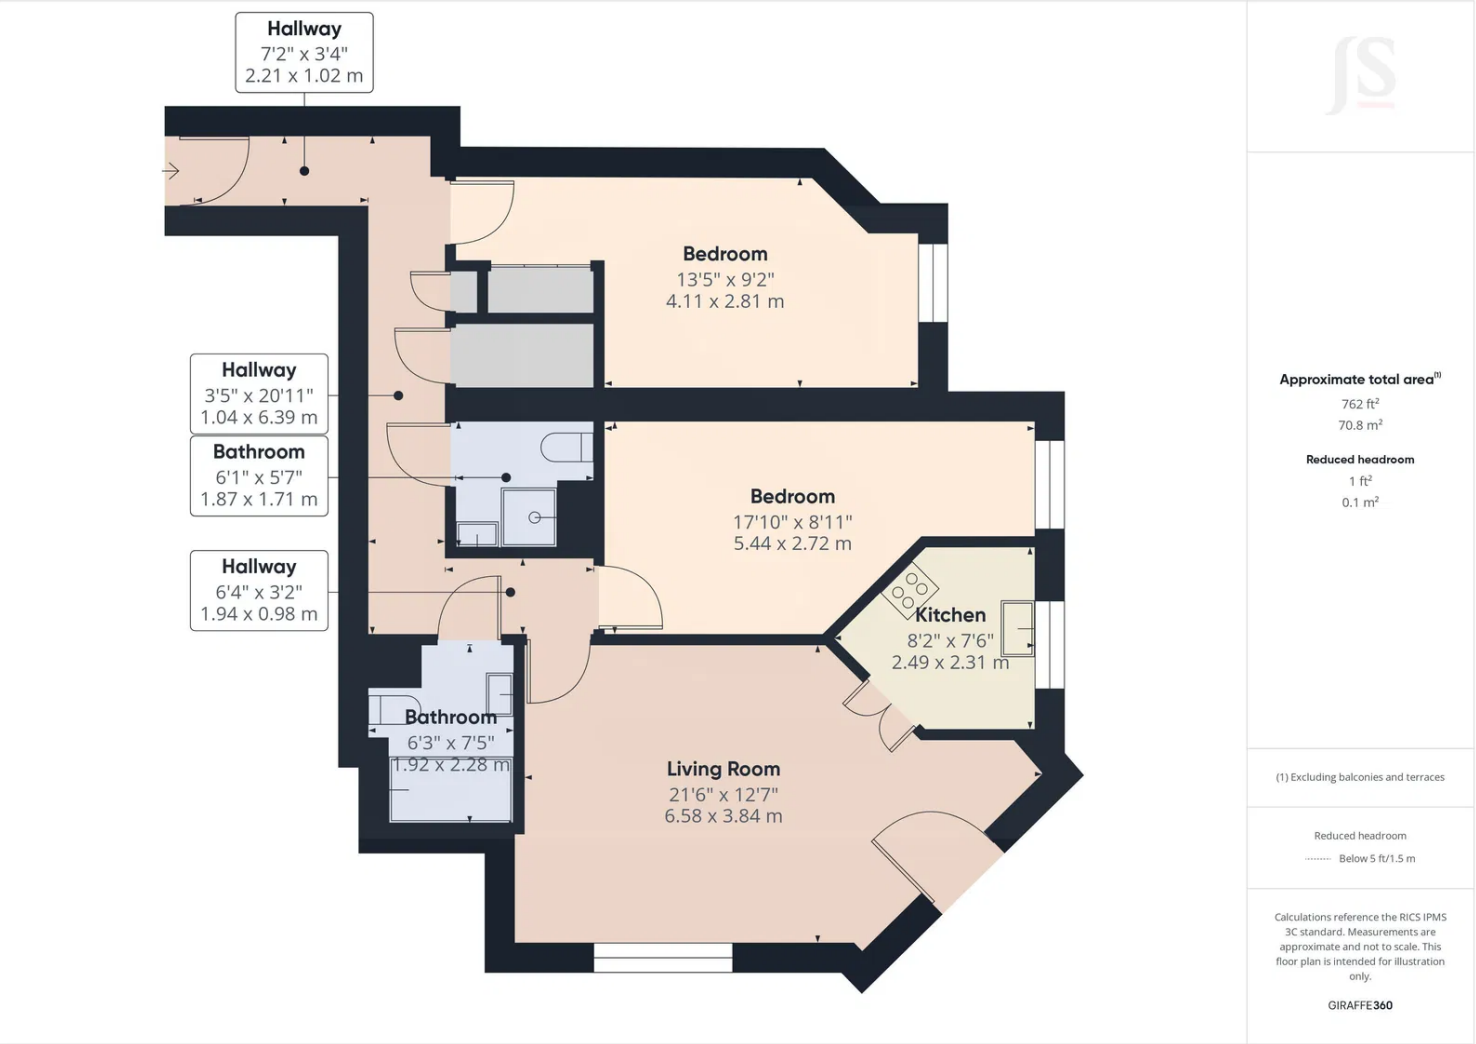 Hallway
7'2" x 3'4"
2.21 x 1.02 m
Bedroom
13'5" x 9'2"
4.11 x 2.81 m
Hallway
3'5" x 20'11"
1.04 x 6.39 m
Bathroom
6'1" x 5'7"
1.87 x 1.71 m
Bedroom
17'10" x 8'11"
5.44 x 2.72 m
Hallway
6'4" x 3'2"
1.94 x 0.98 m
Kitchen
8'2" x 7'6"
2.49 x 2.31 m
Bathroom
6'3" x 7'5"
1.92 x 2.28 m
Living Room
21'6" x 12'7"
6.58 x 3.84 m
JS
Approximate total area(1)
762 ft²
70.8 m²
Reduced headroom
1 ft²
0.1 m²
(1) Excluding balconies and terraces
Reduced headroom
Below 5 ft/1.5 m
Calculations reference the RICS IPMS
3C standard. Measurements are
approximate and not to scale. This
floor plan is intended for illustration
only.
GIRAFFE360